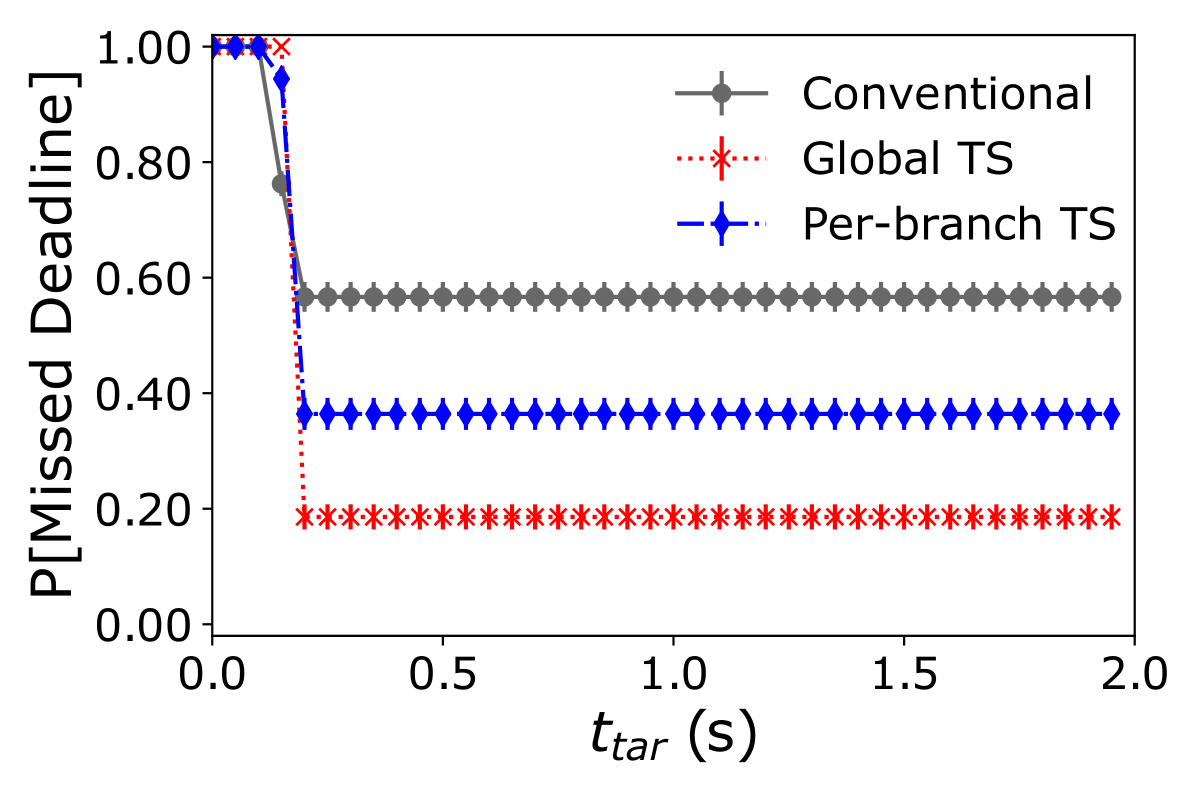 P[Missed Deadline]
1.00
0.80
0.60
0.40
0.20
0.00
Conventional
Global TS
Per-branch TS
0.0 0.5 1.0 1.5 2.0
t_tar (s)